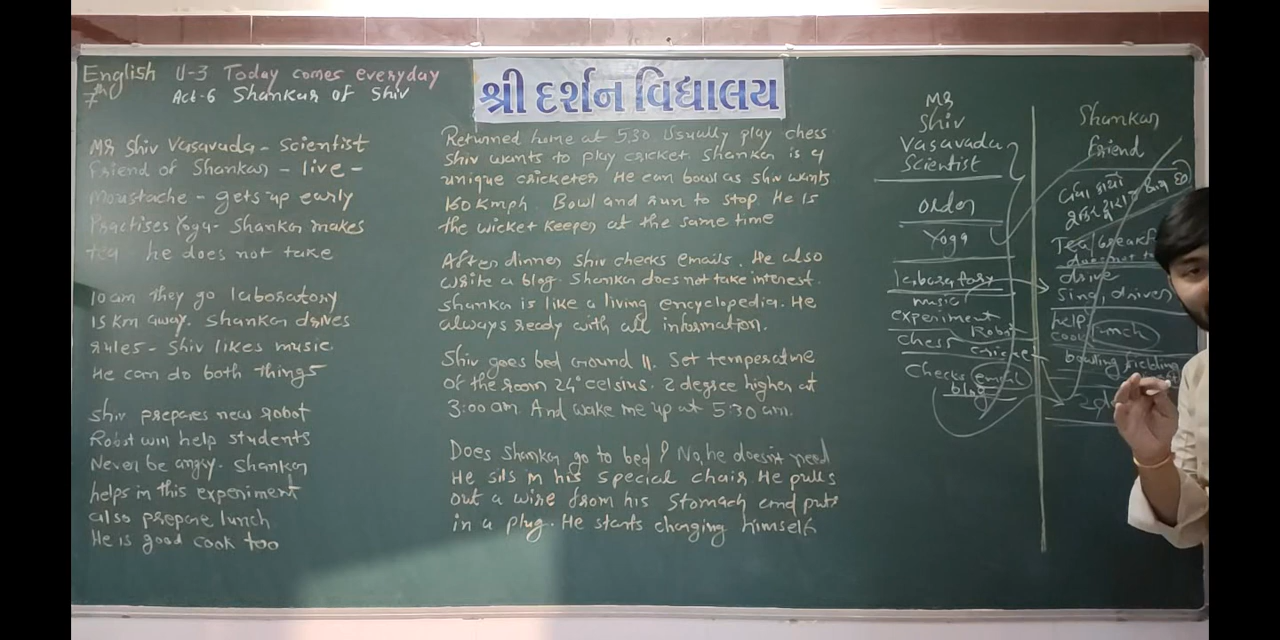 English U-3 Today comes everyday
7th Act-6 Shankar of Shiv
શ્રી દર્શન વિદ્યાલય
Mr Shiv Vasavada - Scientist
Friend of Shankar - live -
Moustache - gets up early
Practises Yoga - Shankar makes
tea he does not take
10 am they go laboratory
15 km away. Shankar drives
rules - Shiv likes music.
He can do both things
Shiv prepares new robot
Robot will help students
Never be angry. Shankar
helps in this experiment
also prepare lunch
He is good cook too
Returned home at 5.30 Usually play chess
Shiv wants to play cricket. Shankar is a
unique cricketer. He can bowl as Shiv wants
160 kmph. Bowl and run to stop. He is
the wicket keeper at the same time
After dinner Shiv checks emails. He also
write a blog. Shankar does not take interest.
Shankar is like a living encyclopedia. He
always ready with all information.
Shiv goes bed Ground 11. Set temperature
of the room 24° celsius. 2 degree higher at
3:00 am. And wake me up at 5:30 am.
Does Shankar go to bed? No, he doesn't need
He sits in his special chair. He pulls
out a wire from his stomach and puts
in a plug. He starts charging himself
Mr
Shiv
Vasavada
Scientist
order
Yoga
laboratory
music
experiment
Robot
chess
cricket
checks email
blog
Shankar
friend
Tea/breakf
does not t
drive
Sing, driver
help
cook lunch
bowling fielding